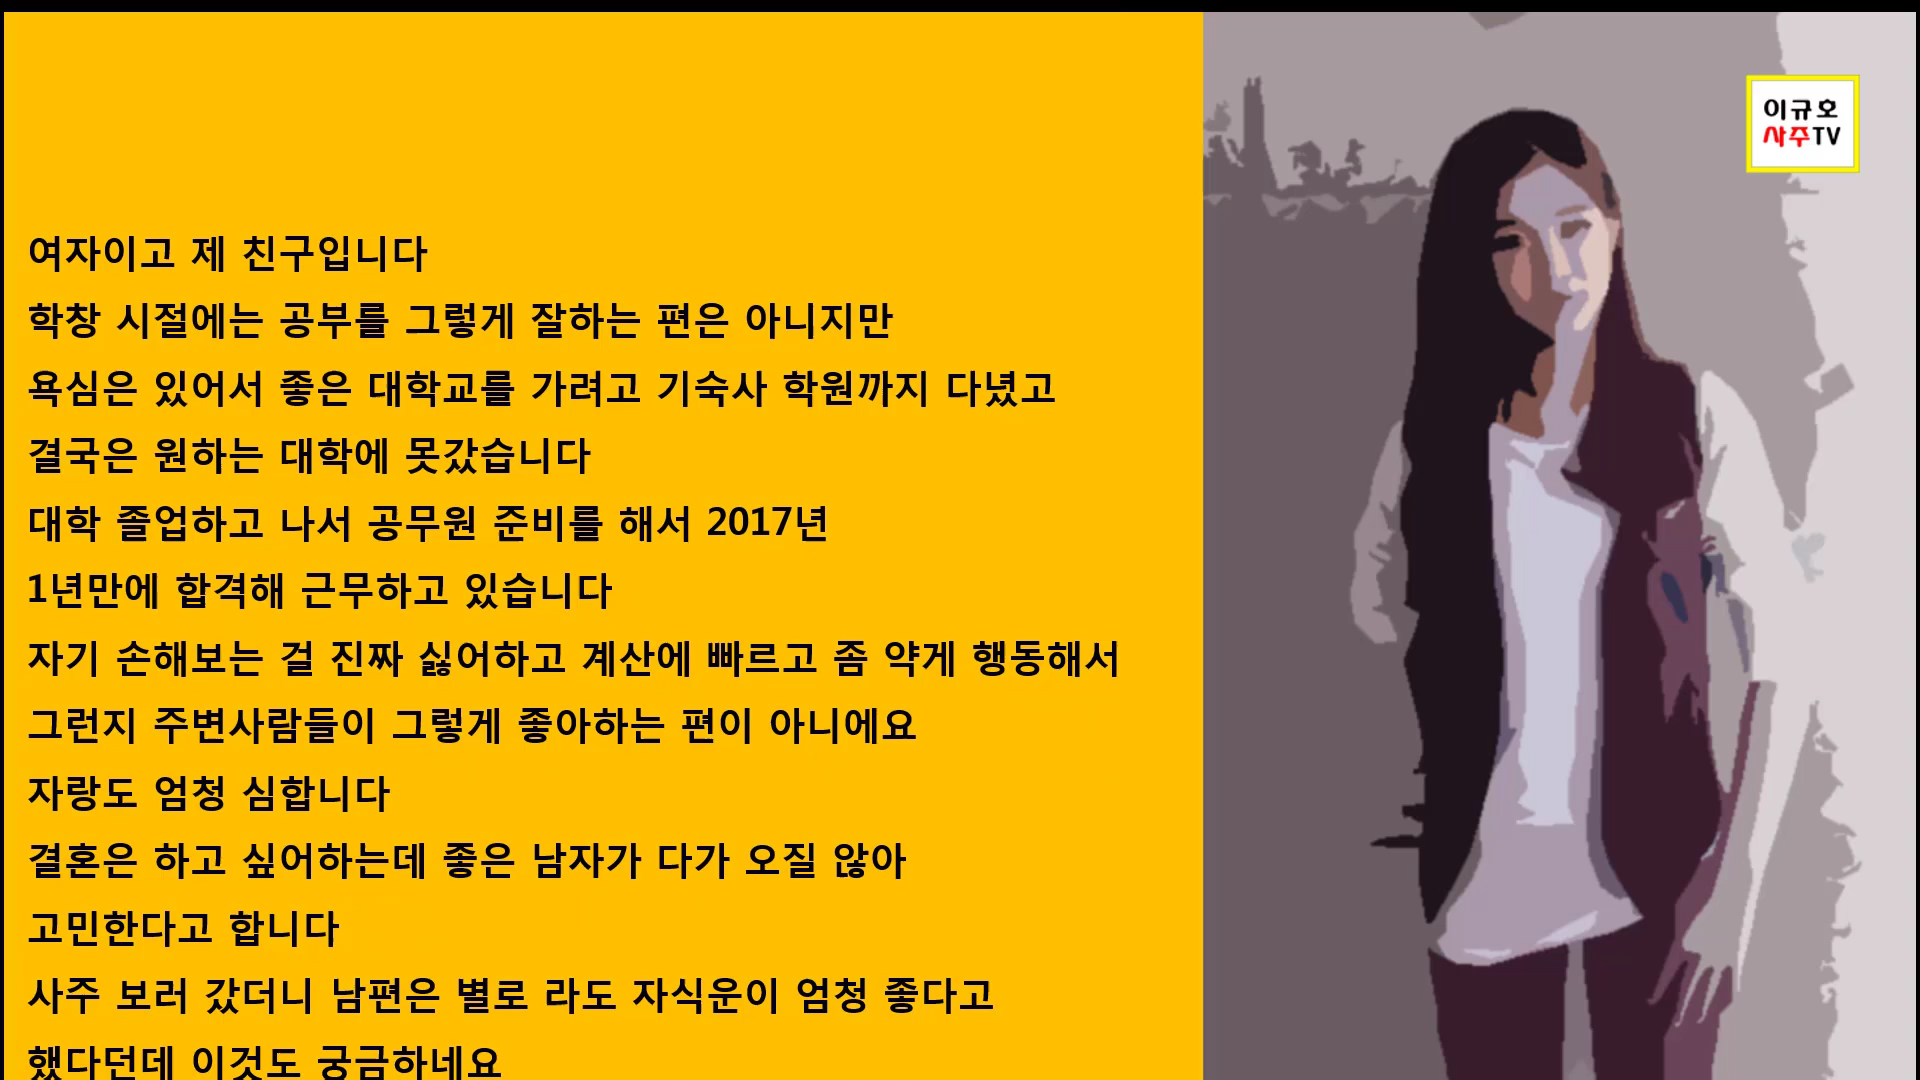 여자이고 제 친구입니다
학창 시절에는 공부를 그렇게 잘하는 편은 아니지만
욕심은 있어서 좋은 대학교를 가려고 기숙사 학원까지 다녔고
결국은 원하는 대학에 못갔습니다
대학 졸업하고 나서 공무원 준비를 해서 2017년
1년만에 합격해 근무하고 있습니다
자기 손해보는 걸 진짜 싫어하고 계산에 빠르고 좀 약게 행동해서
그런지 주변사람들이 그렇게 좋아하는 편이 아니에요
자랑도 엄청 심합니다
결혼은 하고 싶어하는데 좋은 남자가 다가 오질 않아
고민한다고 합니다
사주 보러 갔더니 남편은 별로 라도 자식운이 엄청 좋다고
했다던데 이것도 궁금하네요
이규호
사주TV